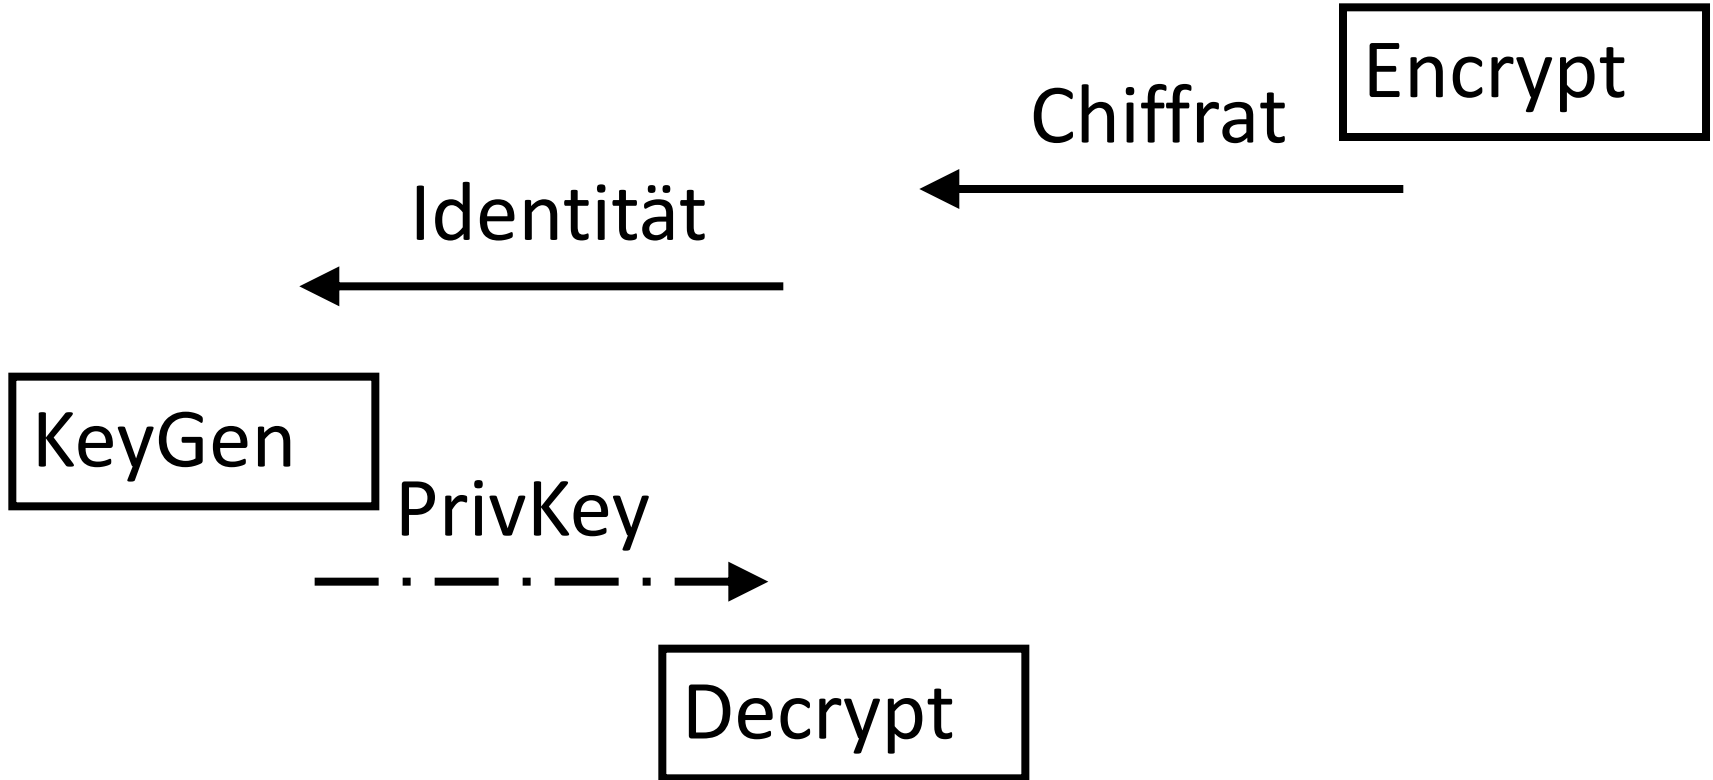 Encrypt
Chiffrat
Identität
KeyGen
PrivKey
Decrypt